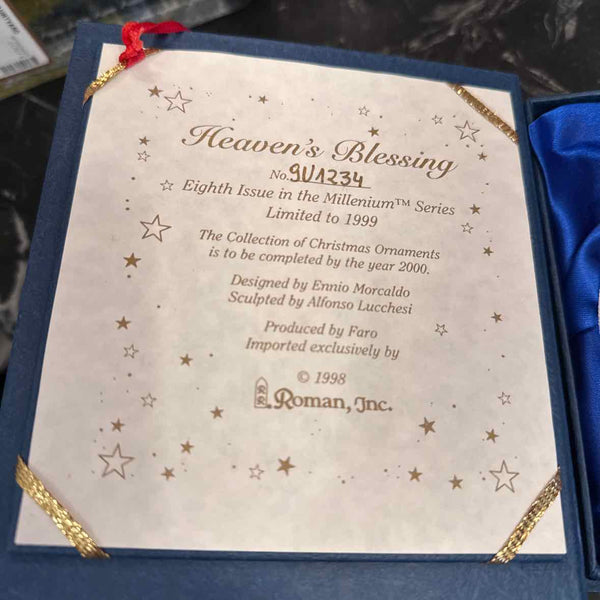 Heaven's Blessing
No. 9U1234
Eighth Issue in the Millenium™ Series
Limited to 1999
The Collection of Christmas Ornaments
is to be completed by the year 2000.
Designed by Ennio Morcaldo
Sculpted by Alfonso Lucchesi
Produced by Faro
Imported exclusively by
© 1998
Roman, Inc.